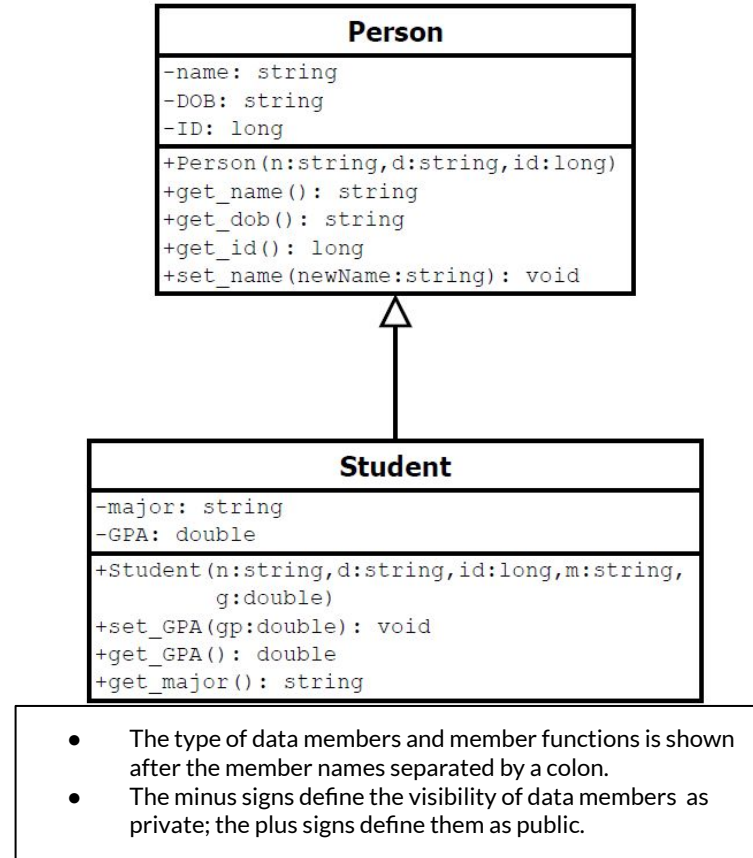 Person
-name: string
-DOB: string
-ID: long
+Person(n:string,d:string,id:long)
+get_name(): string
+get_dob(): string
+get_id(): long
+set_name(newName:string): void
Student
-major: string
-GPA: double
+Student(n:string,d:string,id:long,m:string,
g:double)
+set_GPA(gp:double): void
+get_GPA(): double
+get_major(): string
● The type of data members and member functions is shown
after the member names separated by a colon.
● The minus signs define the visibility of data members as
private; the plus signs define them as public.